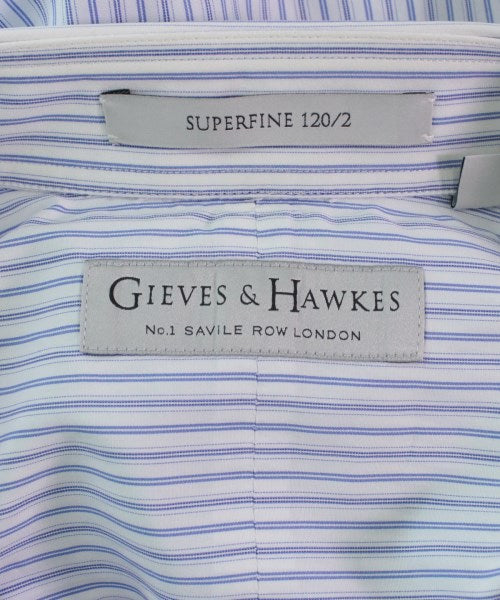 SUPERFINE 120/2
GIEVES & HAWKES
No.1 SAVILE ROW LONDON